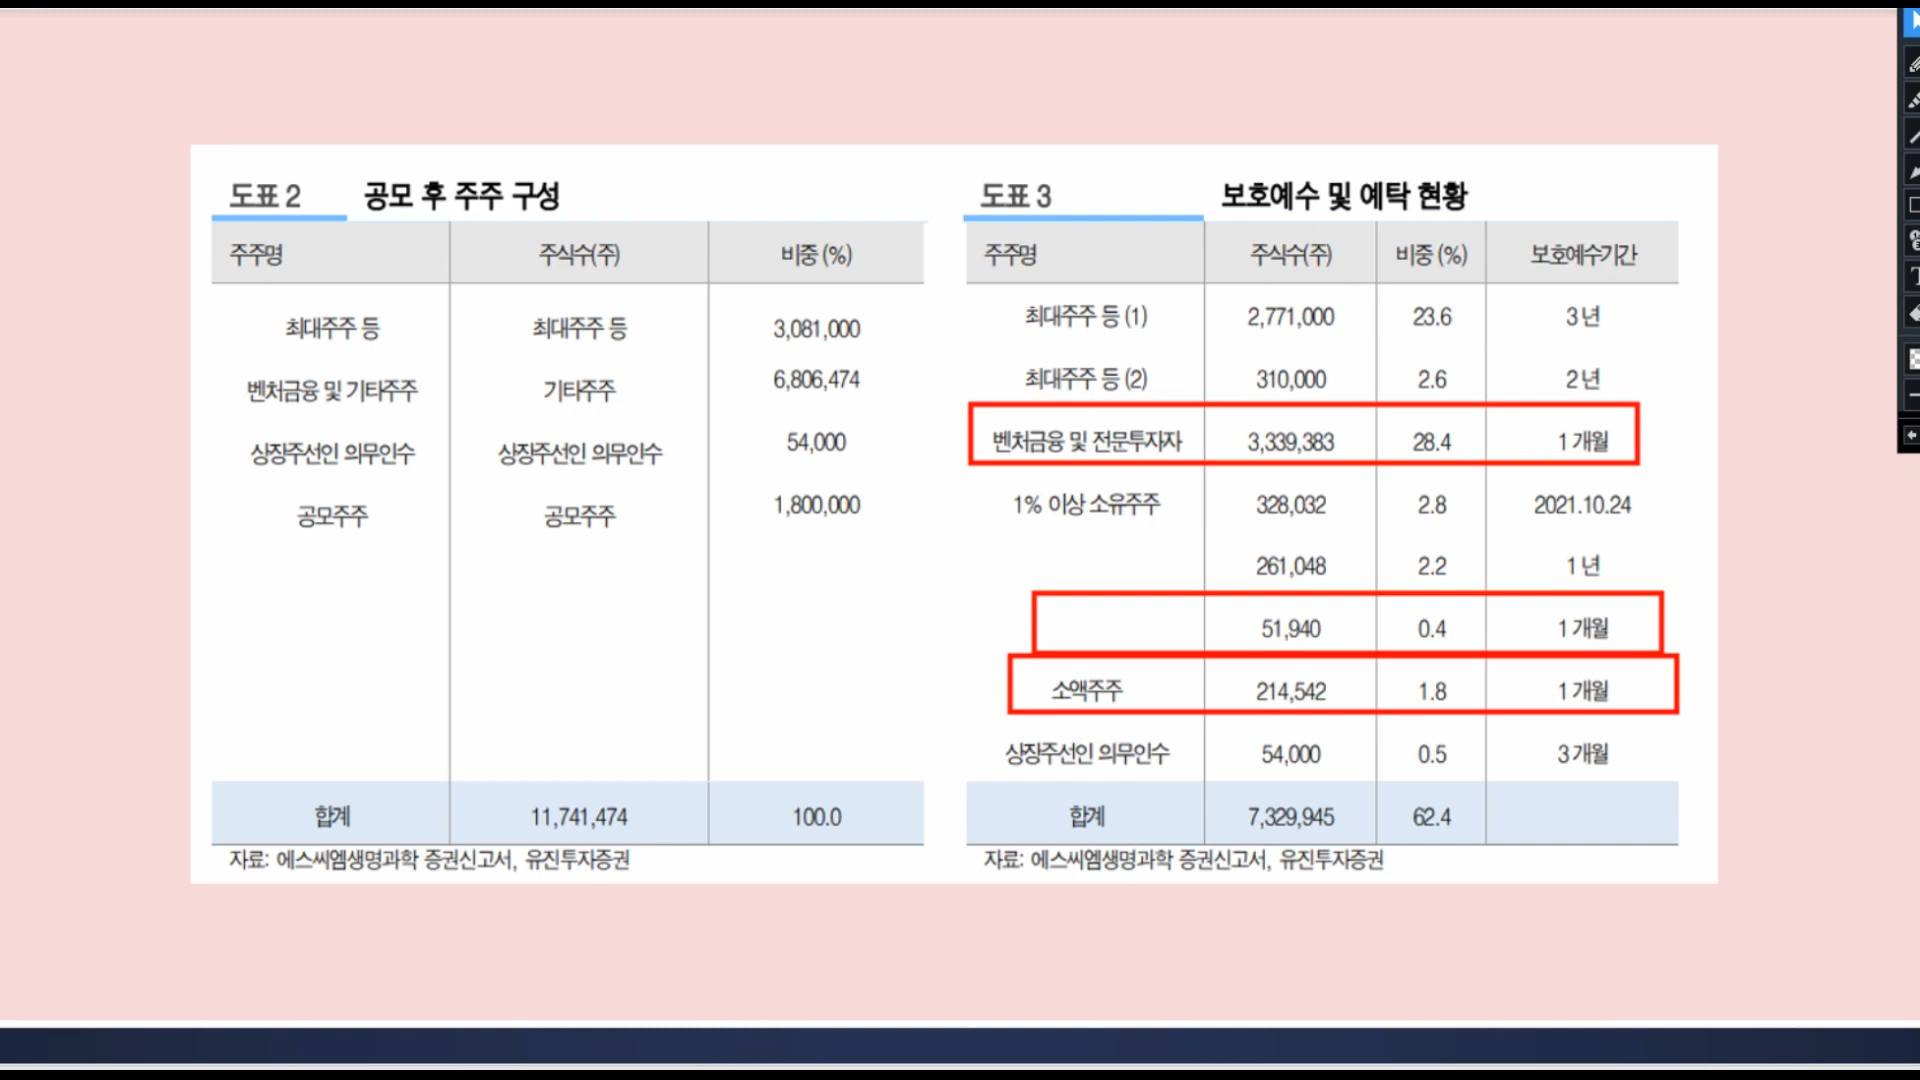 도표 2 공모 후 주주 구성
주주명 주식수(주) 비중 (%)
최대주주 등 최대주주 등 3,081,000
벤처금융 및 기타주주 기타주주 6,806,474
상장주선인 의무인수 상장주선인 의무인수 54,000
공모주주 공모주주 1,800,000
합계 11,741,474 100.0
자료: 에스씨엠생명과학 증권신고서, 유진투자증권
도표 3 보호예수 및 예탁 현황
주주명 주식수(주) 비중 (%) 보호예수기간
최대주주 등 (1) 2,771,000 23.6 3 년
최대주주 등 (2) 310,000 2.6 2 년
벤처금융 및 전문투자자 3,339,383 28.4 1 개월
1% 이상 소유주주 328,032 2.8 2021.10.24
261,048 2.2 1 년
51,940 0.4 1 개월
소액주주 214,542 1.8 1 개월
상장주선인 의무인수 54,000 0.5 3 개월
합계 7,329,945 62.4
자료: 에스씨엠생명과학 증권신고서, 유진투자증권